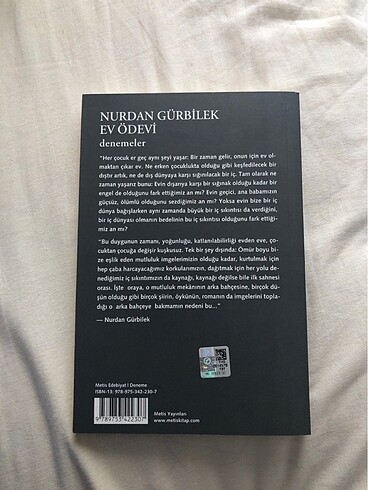 NURDAN GÜRBİLEK
EV ÖDEVİ
denemeler
"Her çocuk er geç aynı şeyi yaşar: Bir zaman gelir, onun için ev ol-
maktan çıkar ev. Ne erken çocuklukta olduğu gibi keşfedilecek bir
dıştır artık, ne de dış dünyaya karşı sığınılacak bir iç. Tam olarak ne
zaman yaşarız bunu: Evin dışarıya karşı bir sığınak olduğu kadar bir
engel de olduğunu fark ettiğimiz an mı? Evin geçici, ana babamızın
güçsüz, ölümlü olduğunu sezdiğimiz an mı? Yoksa evin bize bir iç
dünya bağışlarken aynı zamanda büyük bir iç sıkıntısı da verdiğini,
bir iç dünyası olmanın bedelinin bu iç sıkıntısı olduğunu fark ettiği-
miz an mı?
"Bu duygunun zamanı, yoğunluğu, katlanılabilirliği evden eve, ço-
cuktan çocuğa değişir kuşkusuz. Tek bir şey dışında: Ömür boyu bi-
ze eşlik eden mutluluk imgelerimizin olduğu kadar, kurtulmak için
hep çaba harcayacağımız korkularımızın, dağıtmak için her yolu de-
nediğimiz iç sıkıntımızın da kaynağı, kaynağı değilse bile ilk sahnesi
orası. İşte oraya, o mutluluk mekânının arka bahçesine, birçok dü-
şün olduğu gibi birçok şiirin, öykünün, romanın da imgelerini topla-
dığı o arka bahçeye bakmamın nedeni bu..."
— Nurdan Gürbilek
Metis Edebiyat | Deneme
ISBN-13: 978-975-342-230-7
9 789753 422307
Metis Yayınları
www.metiskitap.com